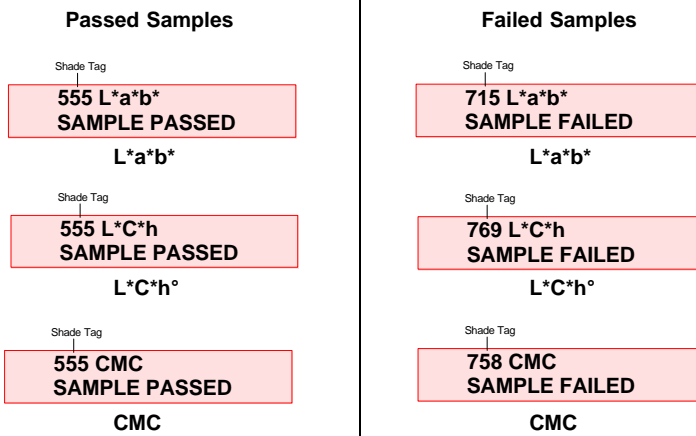 Passed Samples
Shade Tag
555 L*a*b*
SAMPLE PASSED
L*a*b*
Shade Tag
555 L*C*h
SAMPLE PASSED
L*C*h°
Shade Tag
555 CMC
SAMPLE PASSED
CMC
Failed Samples
Shade Tag
715 L*a*b*
SAMPLE FAILED
L*a*b*
Shade Tag
769 L*C*h
SAMPLE FAILED
L*C*h°
Shade Tag
758 CMC
SAMPLE FAILED
CMC